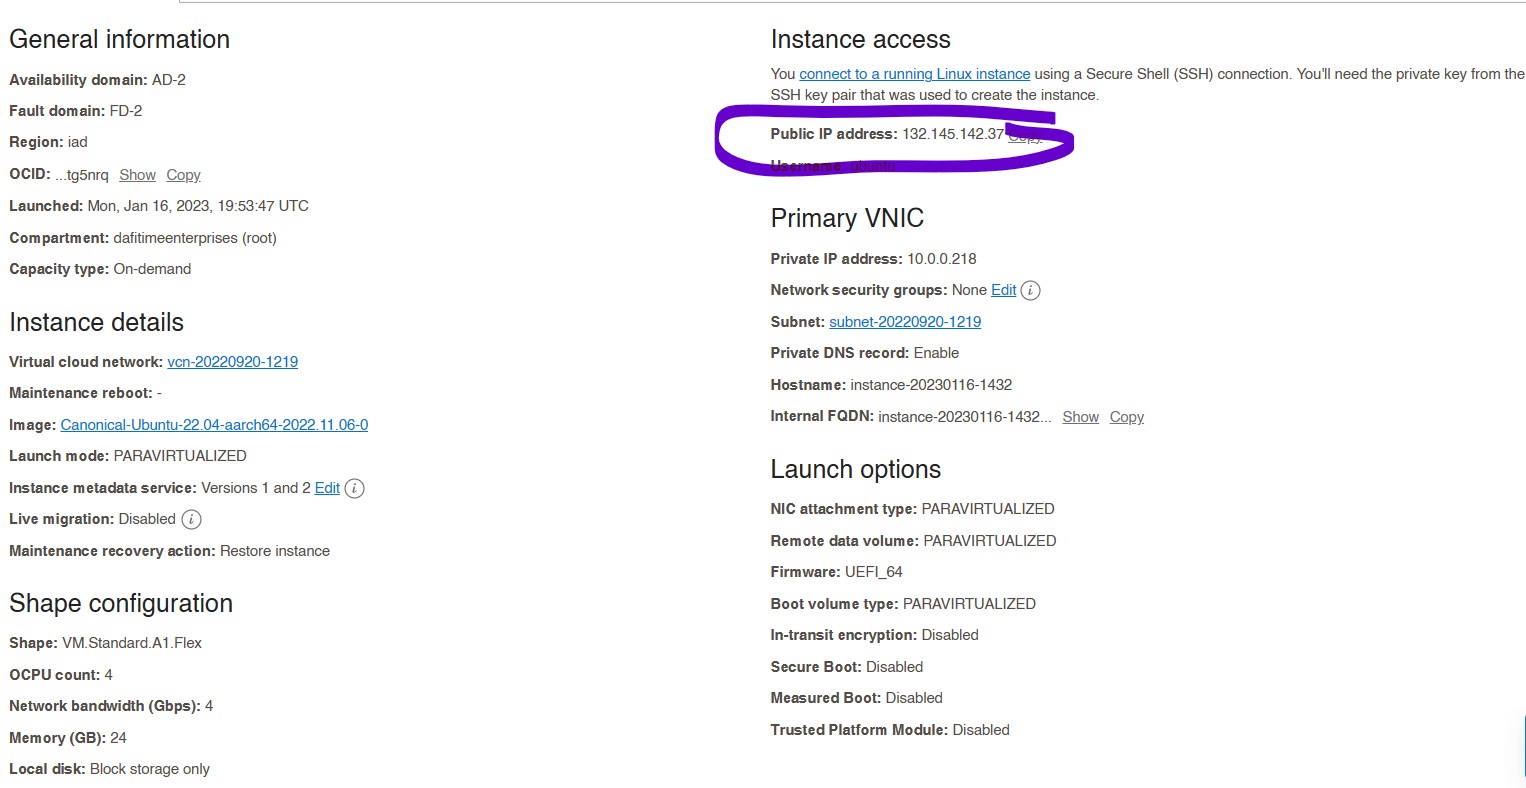 General information
Availability domain: AD-2
Fault domain: FD-2
Region: iad
OCID: ...tg5nrq Show Copy
Launched: Mon, Jan 16, 2023, 19:53:47 UTC
Compartment: dafitimeenterprises (root)
Capacity type: On-demand
Instance details
Virtual cloud network: vcn-20220920-1219
Maintenance reboot: -
Image: Canonical-Ubuntu-22.04-aarch64-2022.11.06-0
Launch mode: PARAVIRTUALIZED
Instance metadata service: Versions 1 and 2 Edit i
Live migration: Disabled i
Maintenance recovery action: Restore instance
Shape configuration
Shape: VM.Standard.A1.Flex
OCPU count: 4
Network bandwidth (Gbps): 4
Memory (GB): 24
Local disk: Block storage only
Instance access
You connect to a running Linux instance using a Secure Shell (SSH) connection. You'll need the private key from the
SSH key pair that was used to create the instance.
Public IP address: 132.145.142.37 Copy
Username: ubuntu
Primary VNIC
Private IP address: 10.0.0.218
Network security groups: None Edit i
Subnet: subnet-20220920-1219
Private DNS record: Enable
Hostname: instance-20230116-1432
Internal FQDN: instance-20230116-1432... Show Copy
Launch options
NIC attachment type: PARAVIRTUALIZED
Remote data volume: PARAVIRTUALIZED
Firmware: UEFI_64
Boot volume type: PARAVIRTUALIZED
In-transit encryption: Disabled
Secure Boot: Disabled
Measured Boot: Disabled
Trusted Platform Module: Disabled